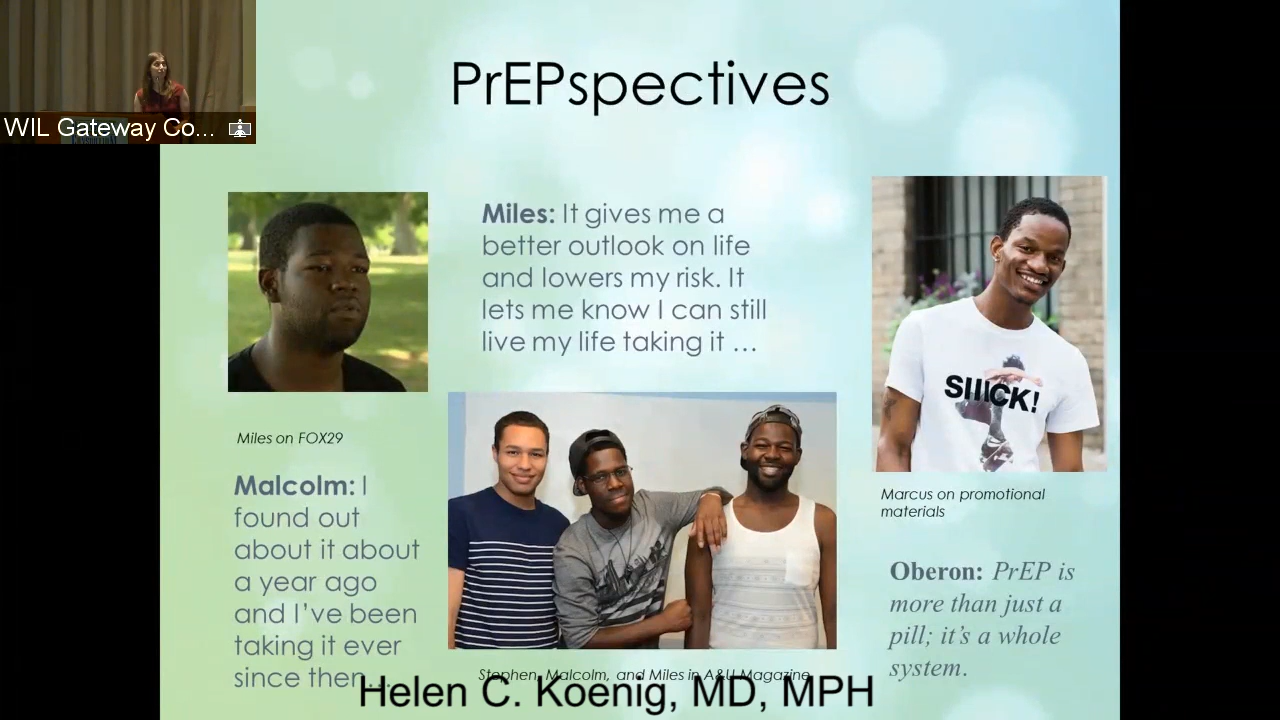 PrEPspectives
WIL Gateway Co...
Miles: It gives me a
better outlook on life
and lowers my risk. It
lets me know I can still
live my life taking it …
SIIICK!
Miles on FOX29
Malcolm: I
found out
about it about
a year ago
and I've been
taking it ever
since then
Marcus on promotional
materials
Oberon: PrEP is
more than just a
pill; it's a whole
system.
Stephen, Malcolm, and Miles in A&U Magazine
Helen C. Koenig, MD, MPH